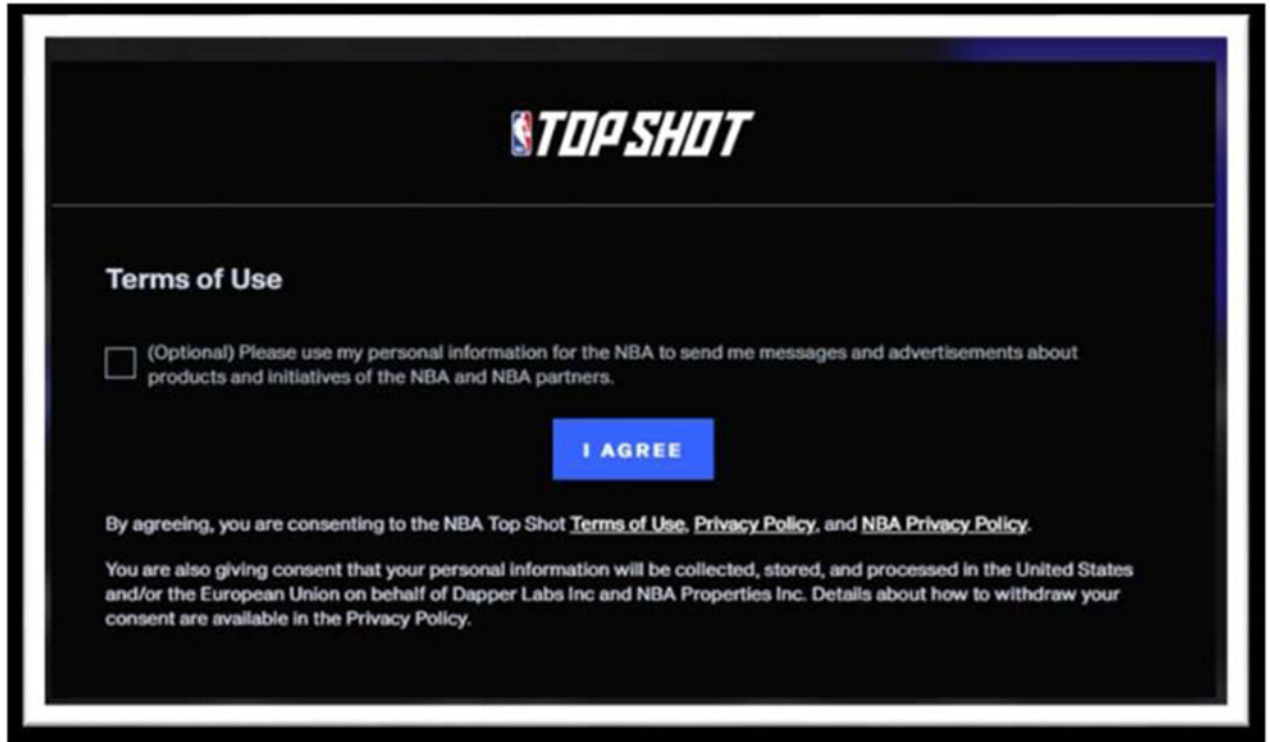 TOP SHOT
Terms of Use
(Optional) Please use my personal information for the NBA to send me messages and advertisements about
products and initiatives of the NBA and NBA partners.
I AGREE
By agreeing, you are consenting to the NBA Top Shot Terms of Use, Privacy Policy, and NBA Privacy Policy.
You are also giving consent that your personal information will be collected, stored, and processed in the United States
and/or the European Union on behalf of Dapper Labs Inc and NBA Properties Inc. Details about how to withdraw your
consent are available in the Privacy Policy.